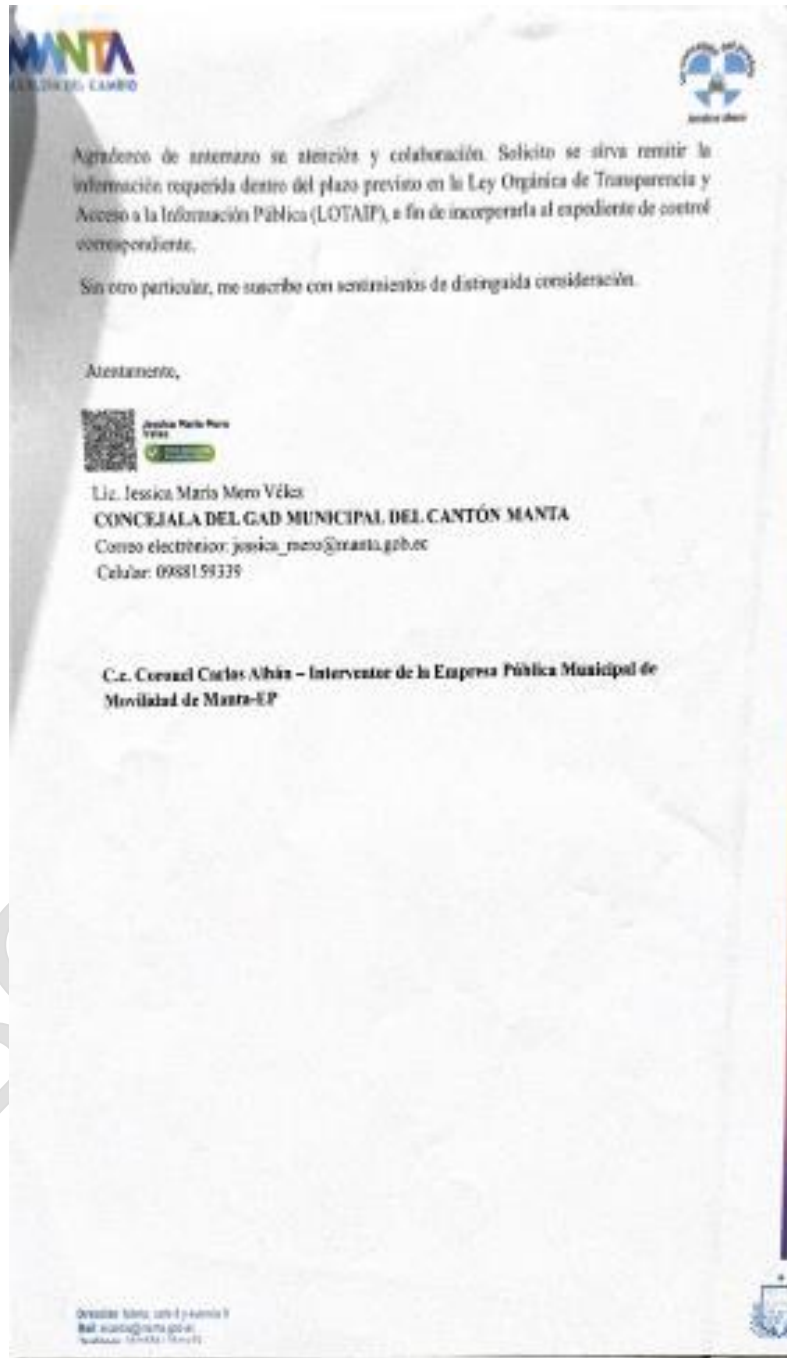 MANTA
Agradezco de antemano su atención y colaboración. Solicito se sirva remitir la
información requerida dentro del plazo previsto en la Ley Orgánica de Transparencia y
Acceso a la Información Pública (LOTAIP), a fin de incorporarla al expediente de control
correspondiente.
Sin otro particular, me suscribo con sentimientos de distinguida consideración.
Atentamente,
Jessica María Mero
Vélez
Lic. Jessica María Mero Vélez
CONCEJALA DEL GAD MUNICIPAL DEL CANTÓN MANTA
Correo electrónico: jessica_mero@manta.gob.ec
Celular: 0988159339
C.c. Coronel Carlos Albán – Interventor de la Empresa Pública Municipal de
Movilidad de Manta-EP